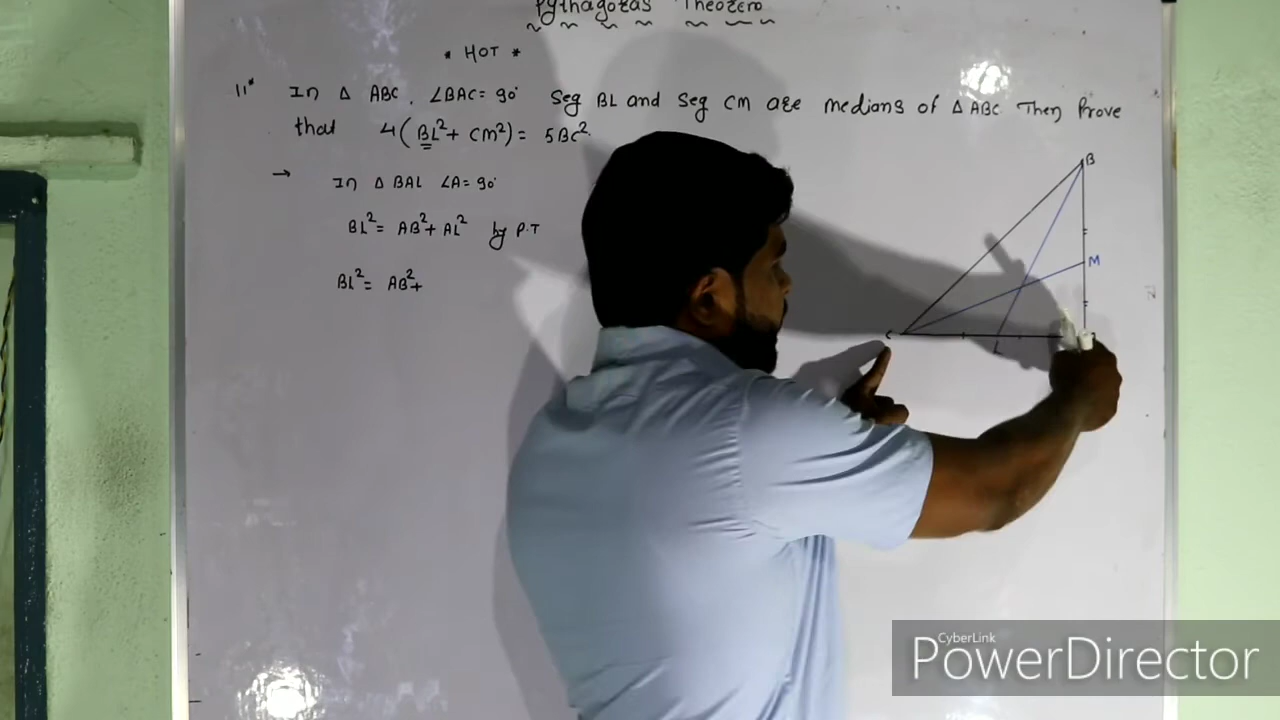 Pythagoras Theorem
* HOT *
11* In △ ABC, ∠BAC = 90° Seg BL and Seg CM are medians of △ ABC Then Prove
that 4(BL²+ CM²) = 5BC²
→ In △ BAL ∠A= 90°
BL² = AB² + AL² by P.T
BL² = AB² +
B
M
C
L
CyberLink
PowerDirector